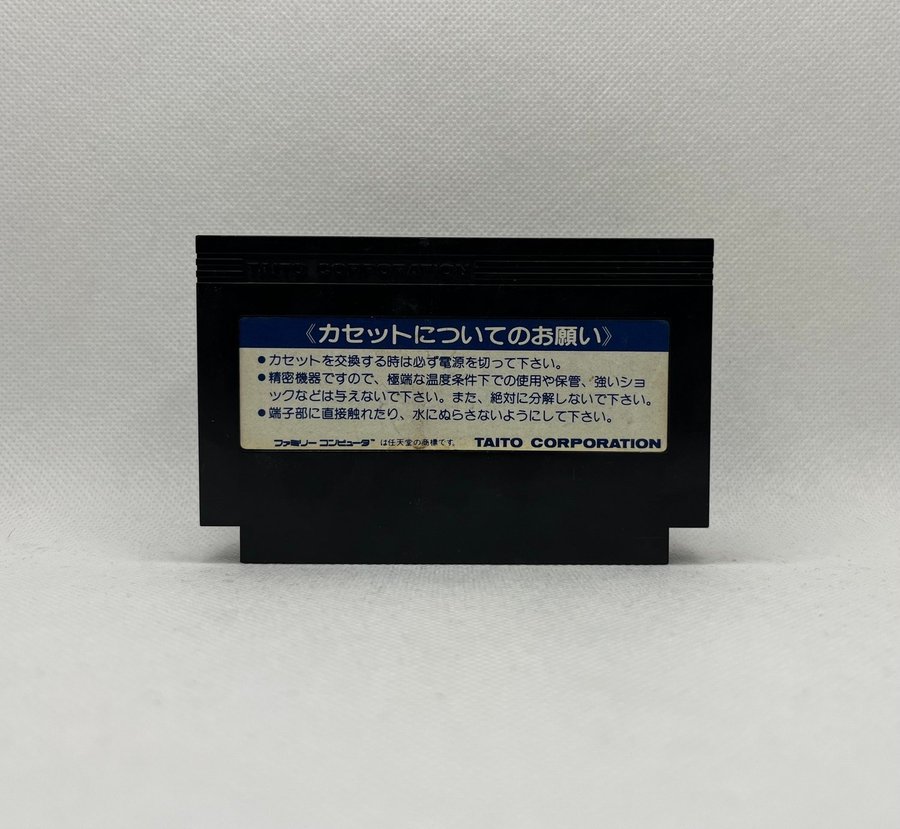 TAITO CORPORATION
《カセットについてのお願い》
●カセットを交換する時は必ず電源を切って下さい。
●精密機器ですので、極端な温度条件下での使用や保管、強いショ
ックなどは与えないで下さい。また、絶対に分解しないで下さい。
●端子部に直接触れたり、水にぬらさないようにして下さい。
ファミリーコンピュータ™は任天堂の商標です。 TAITO CORPORATION